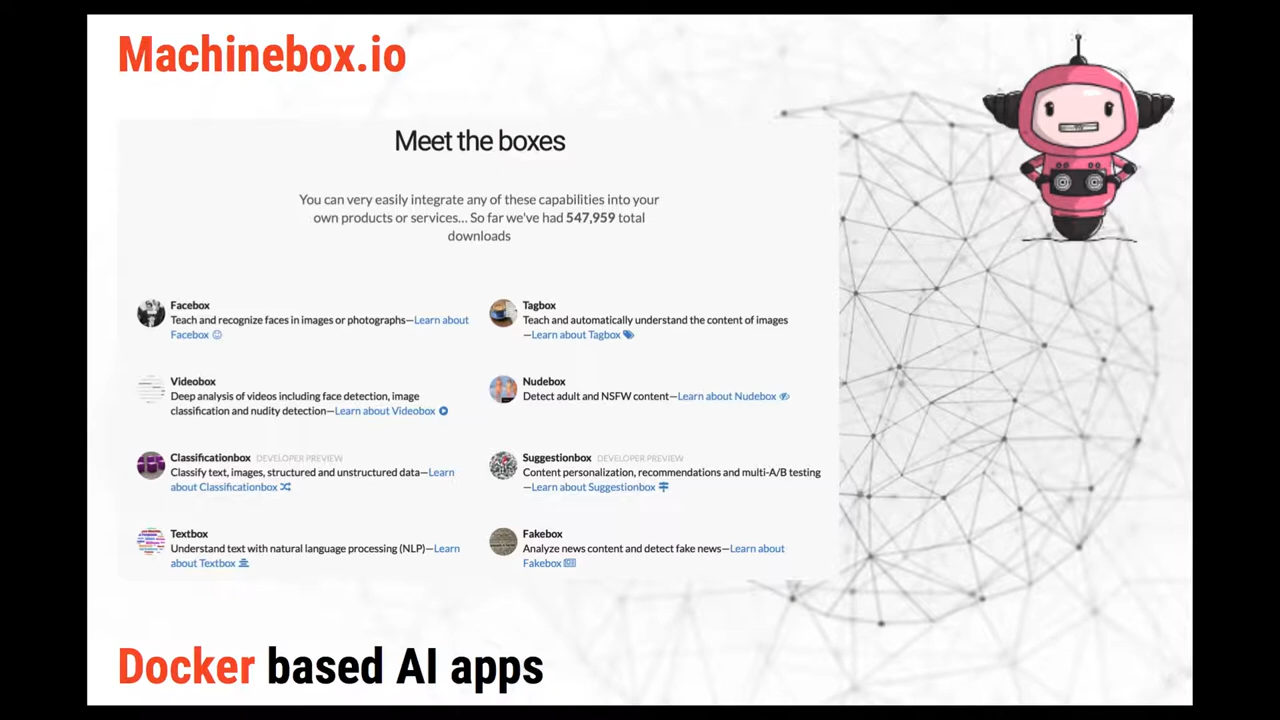 Machinebox.io
Meet the boxes
You can very easily integrate any of these capabilities into your
own products or services... So far we've had 547,959 total
downloads
Facebox
Teach and recognize faces in images or photographs—Learn about
Facebox
Tagbox
Teach and automatically understand the content of images
—Learn about Tagbox
Videobox
Deep analysis of videos including face detection, image
classification and nudity detection—Learn about Videobox
Nudebox
Detect adult and NSFW content—Learn about Nudebox
Classificationbox DEVELOPER PREVIEW
Classify text, images, structured and unstructured data—Learn
about Classificationbox
Suggestionbox DEVELOPER PREVIEW
Content personalization, recommendations and multi-A/B testing
—Learn about Suggestionbox
Textbox
Understand text with natural language processing (NLP)—Learn
about Textbox
Fakebox
Analyze news content and detect fake news—Learn about
Fakebox
Docker based AI apps